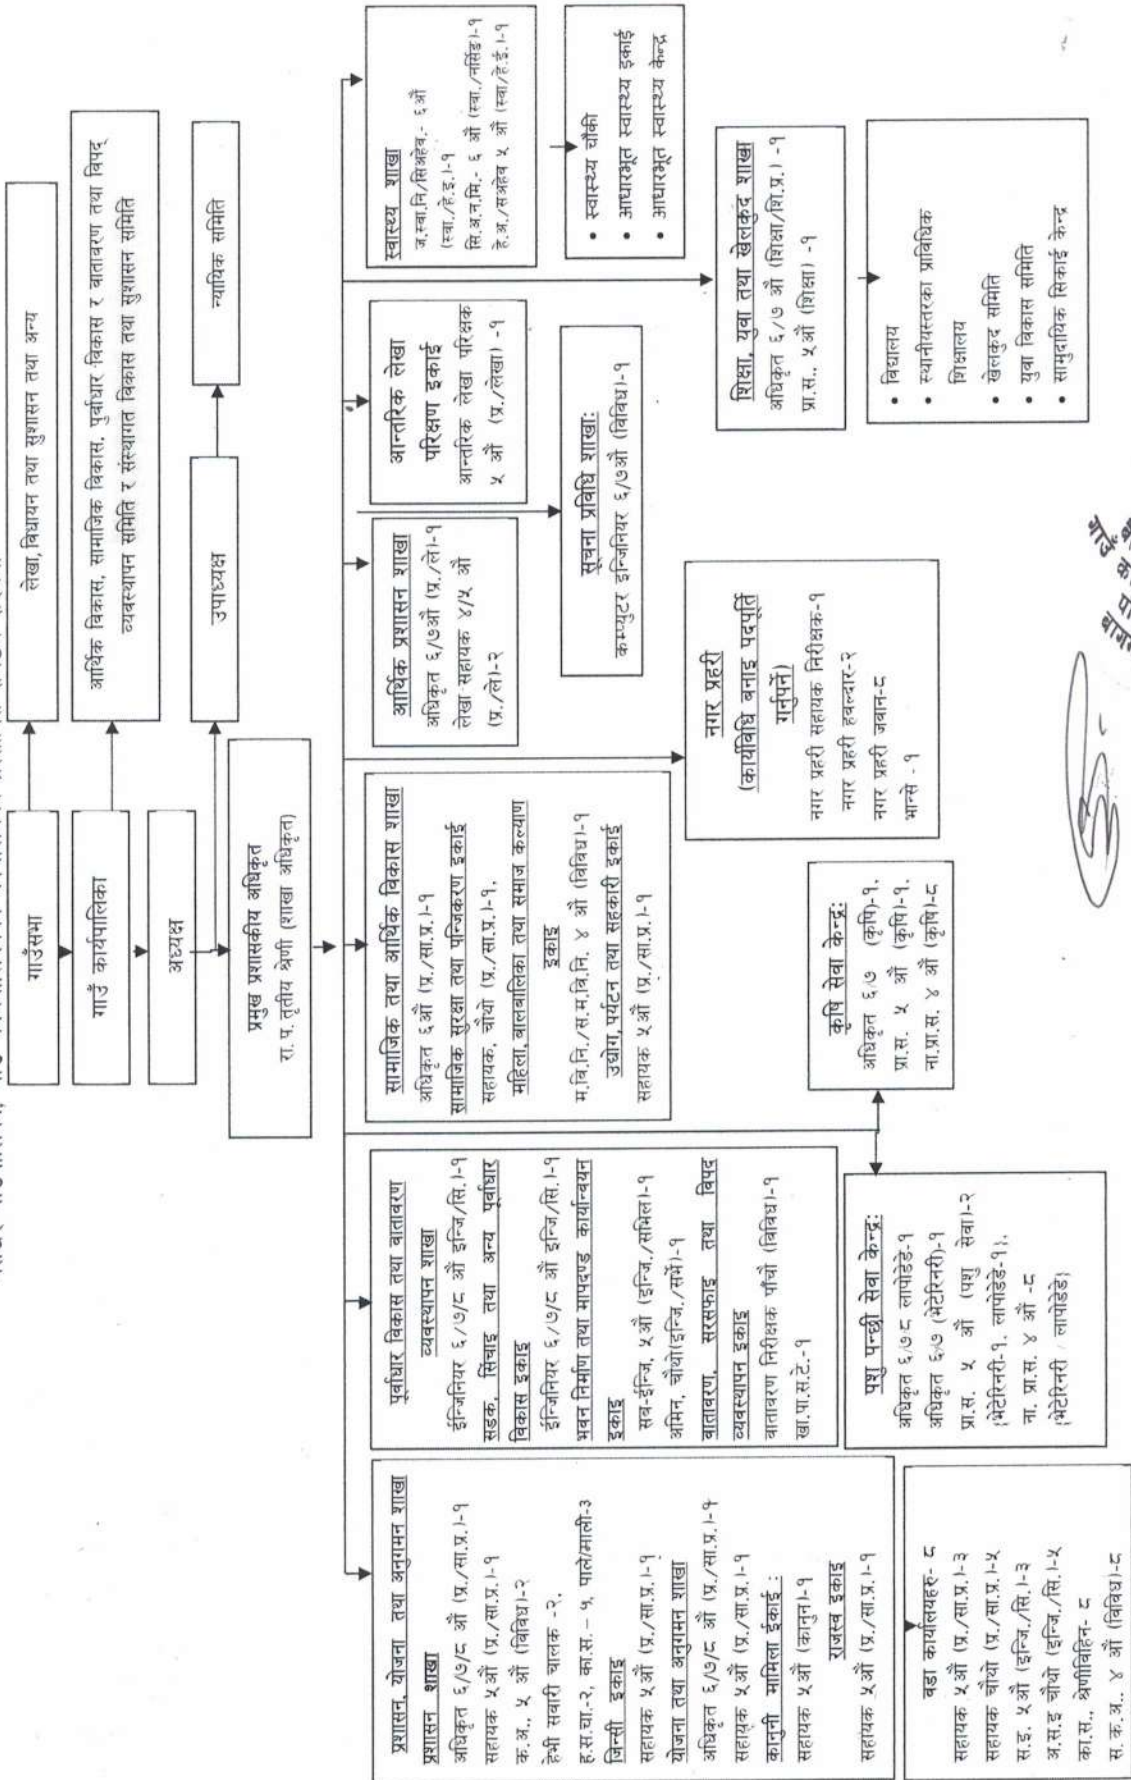 गाउँसभा
लेखा, विधायन तथा सुशासन तथा अन्य
गाउँ कार्यपालिका
आर्थिक विकास, सामाजिक विकास, पुर्वाधार विकास र वातावरण तथा विपद्
व्यवस्थापन समिति र संस्थागत विकास तथा सुशासन समिति
अध्यक्ष
उपाध्यक्ष
न्यायिक समिति
प्रमुख प्रशासकीय अधिकृत
रा. प. तृतीय श्रेणी (शाखा अधिकृत)
प्रशासन, योजना तथा अनुगमन शाखा
प्रशासन शाखा
अधिकृत ६/७/८ औं (प्र./सा.प्र.)-१
सहायक ५औं (प्र./सा.प्र.)-१
क.अ., ५ औं (विविध)-२
हेभी सवारी चालक -२,
ह.स.चा.-२, का.स.– ५, पाले/माली-३
जिन्सी इकाइ
सहायक ५औं (प्र./सा.प्र.)-१
योजना तथा अनुगमन शाखा
अधिकृत ६/७/८ औं (प्र./सा.प्र.)-१
सहायक ५औं (प्र./सा.प्र.)-१
कानुनी मामिला ईकाई :
सहायक ५औं (कानुन)-१
राजस्व इकाइ
सहायक ५औं (प्र./सा.प्र.)-१
वडा कार्यालयहरु- ८
सहायक ५औं (प्र./सा.प्र.)-३
सहायक चौथो (प्र./सा.प्र.)-५
स.इ. ५औं (इन्जि./सि.)-३
अ.स.इ चौथो (इन्जि./सि.)-५
का.स., श्रेणीविहिन- ८
स. क.अ., ४ औं (विविध)-८
पूर्वाधार विकास तथा वातावरण
व्यवस्थापन शाखा
ईन्जिनियर ६/७/८ औं इन्जि/सि.)-१
सडक, सिंचाइ तथा अन्य पूर्वाधार
विकास इकाइ
ईन्जिनियर ६/७/८ औं इन्जि/सि.)-१
भवन निर्माण तथा मापदण्ड कार्यान्वयन
इकाइ
सब-ईन्जि, ५औं (इन्जि./सभिल)-१
अमिन, चौथो(इन्जि./सर्भे)-१
वातावरण, सरसफाइ तथा विपद
व्यवस्थापन इकाइ
वातावरण निरीक्षक पाँचौ (विविध)-१
खा.पा.स.टे.-१
पशु पन्छी सेवा केन्द्र:
अधिकृत ६/७/८ लापोडेडे-१
अधिकृत ६/७ (भेटेरिनरी)-१
प्रा.स. ५ औं (पशु सेवा)-२
{भेटेरिनरी-१, लापोडेडे-१},
ना. प्रा.स. ४ औं -८
{भेटेरिनरी / लापोडेडे}
कृषि सेवा केन्द्र:
अधिकृत ६/७ (कृषि)-१,
प्रा.स. ५ औं (कृषि)-१,
ना.प्रा.स. ४ औं (कृषि)-८
सामाजिक तथा आर्थिक विकास शाखा
अधिकृत ६औं (प्र./सा.प्र.)-१
सामाजिक सुरक्षा तथा पन्जिकरण इकाइ
सहायक, चौथो (प्र./सा.प्र.)-१,
महिला, बालबालिका तथा समाज कल्याण
इकाइ
म.वि.नि./स.म.वि.नि. ४ औं (विविध)-१
उद्योग, पर्यटन तथा सहकारी इकाइ
सहायक ५औं (प्र./सा.प्र.)-१
नगर प्रहरी
(कार्यविधि बनाइ पदपूर्ति
गर्नुपर्ने)
नगर प्रहरी सहायक निरीक्षक-१
नगर प्रहरी हवल्दार-२
नगर प्रहरी जवान-८
भान्से - १
आर्थिक प्रशासन शाखा
अधिकृत ६/७औं (प्र./ले)-१
लेखा सहायक ४/५ औं
(प्र./ले)-२
आन्तरिक लेखा
परिक्षण इकाई
आन्तरिक लेखा परिक्षक
५ औं (प्र./लेखा) -१
सूचना प्रविधि शाखा:
कम्प्युटर इन्जिनियर ६/७औं (विविध)-१
स्वास्थ्य शाखा
ज.स्वा.नि/सिअहेव.- ६औं
(स्वा./हे.इ.)-१
सि.अ.न.मि.- ६ औं (स्वा./नर्सिङ)-१
हे.अ./सअहेव ५ औं (स्वा/हे.ई.)-१
• स्वास्थ्य चौकी
• आधारभूत स्वास्थ्य इकाई
• आधारभूत स्वास्थ्य केन्द्र
शिक्षा, युवा तथा खेलकुद शाखा
अधिकृत ६/७ औं (शिक्षा/शि.प्र.) -१
प्रा.स., ५औं (शिक्षा) -१
• विद्यालय
• स्थानीयस्तरका प्राविधिक
शिक्षालय
• खेलकुद समिति
• युवा विकास समिति
• सामुदायिक सिकाई केन्द्र
गाउँ